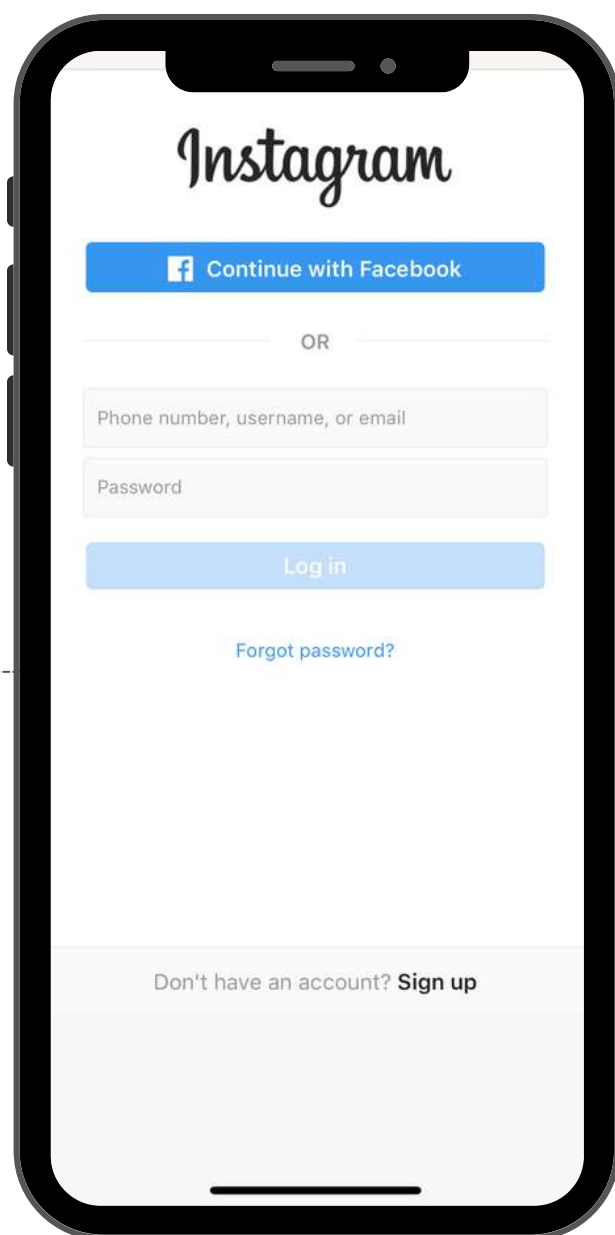 Instagram
Continue with Facebook
OR
Phone number, username, or email
Password
Log in
Forgot password?
Don't have an account? Sign up